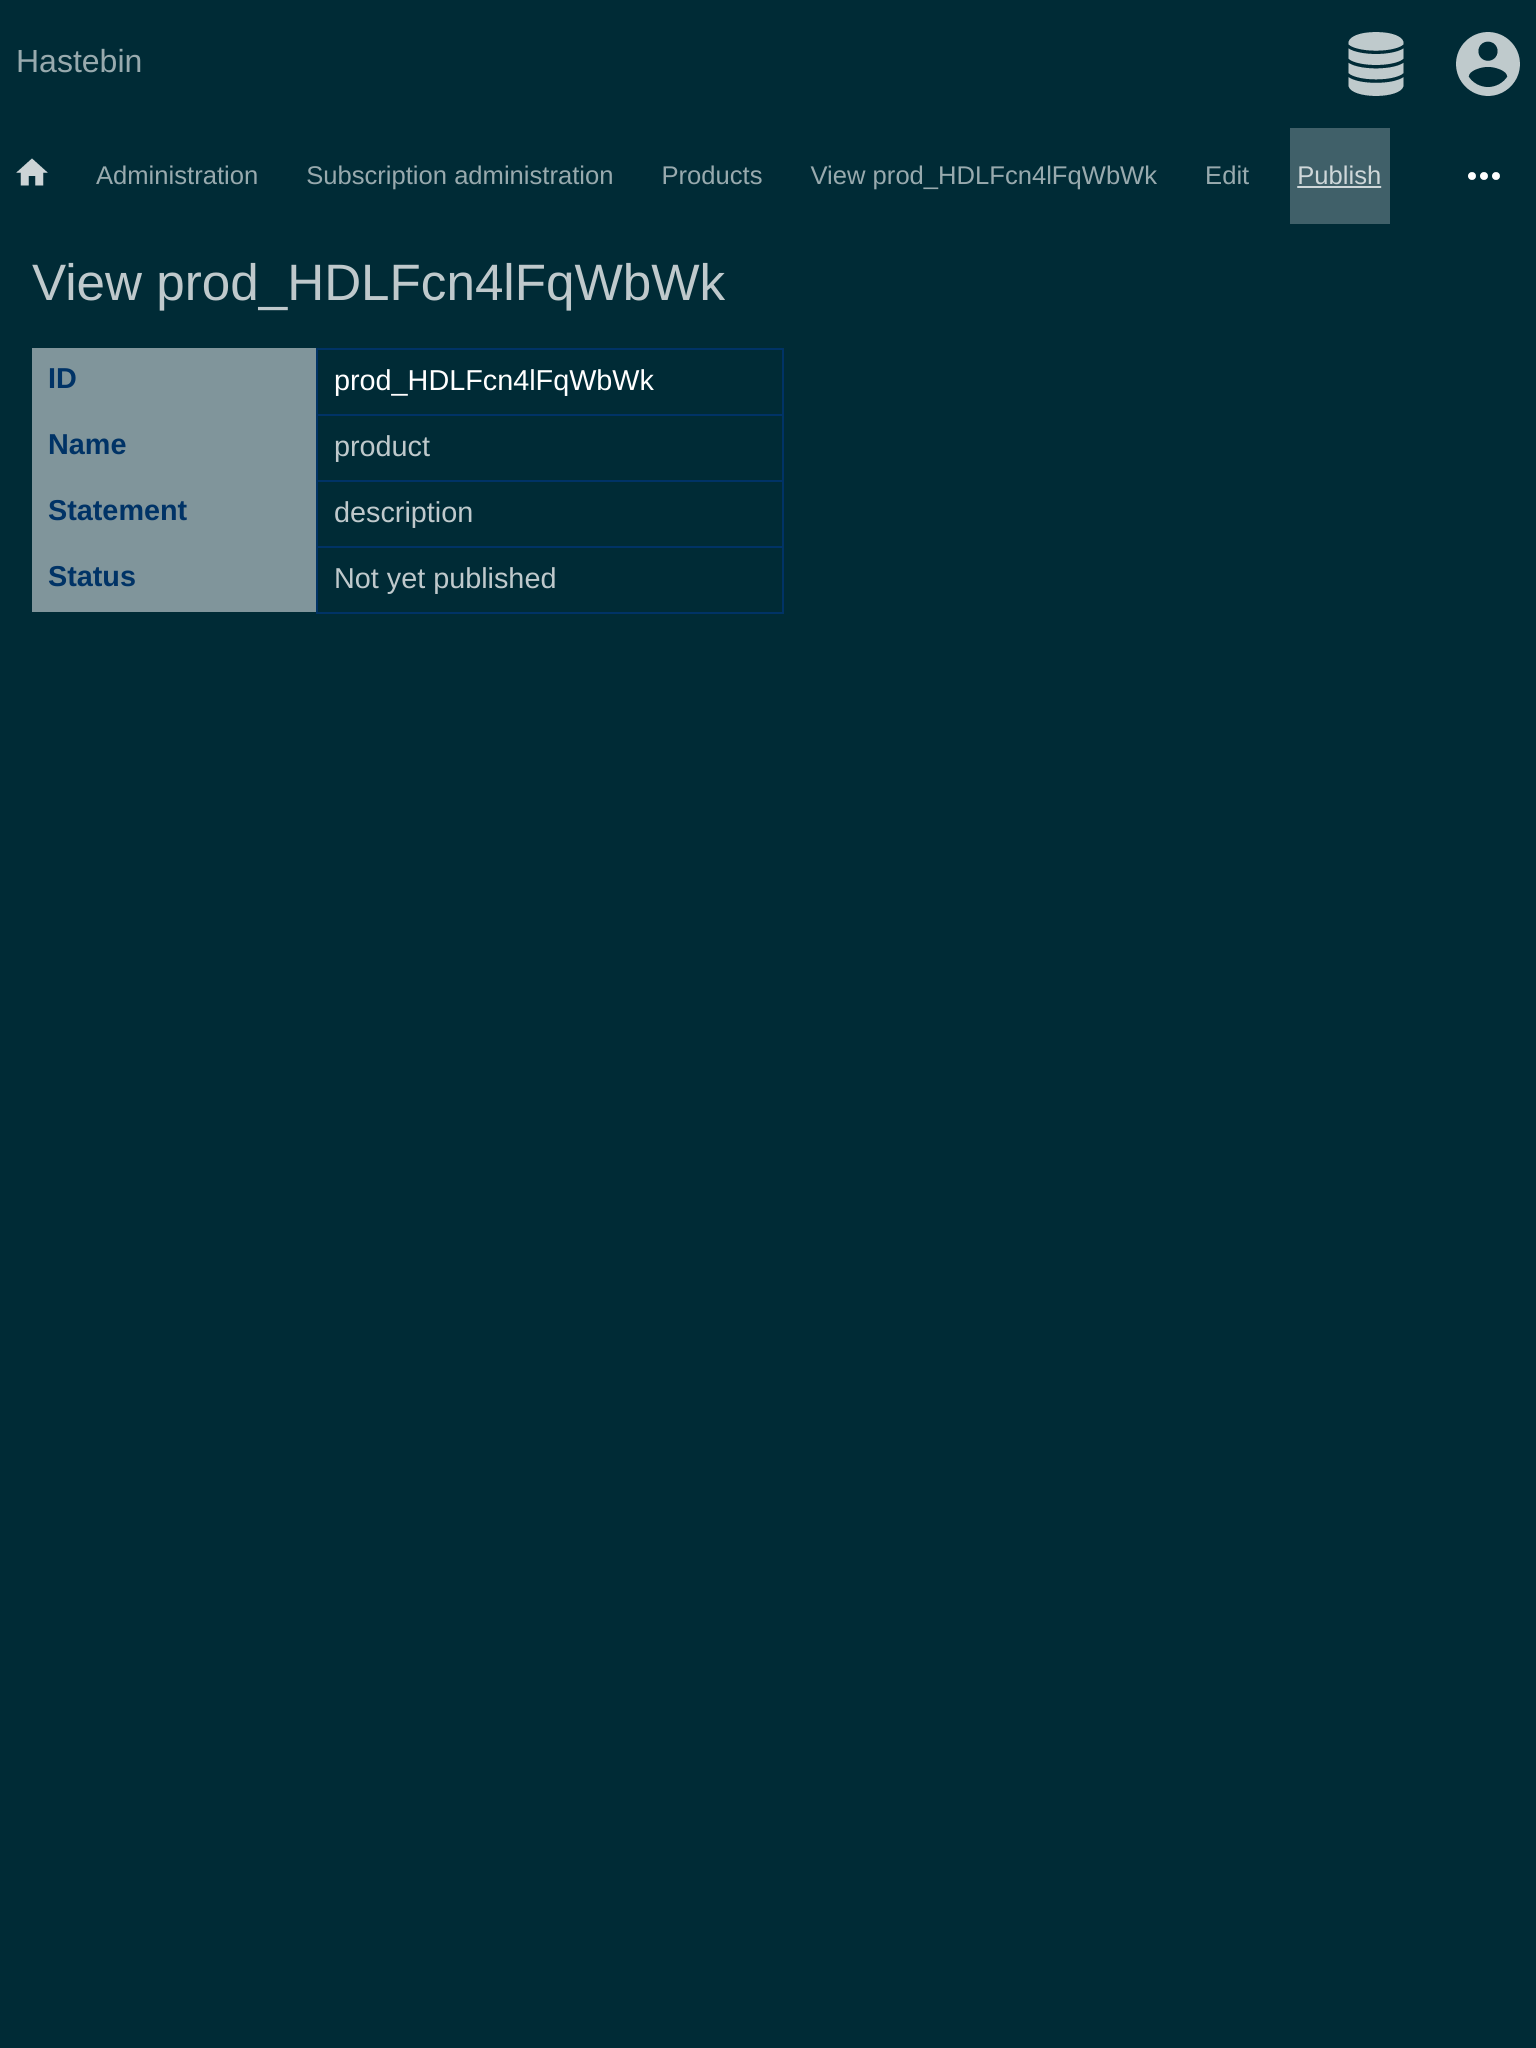 Hastebin
Administration Subscription administration Products View prod_HDLFcn4lFqWbWk Edit Publish
View prod_HDLFcn4lFqWbWk
ID prod_HDLFcn4lFqWbWk
Name product
Statement description
Status Not yet published